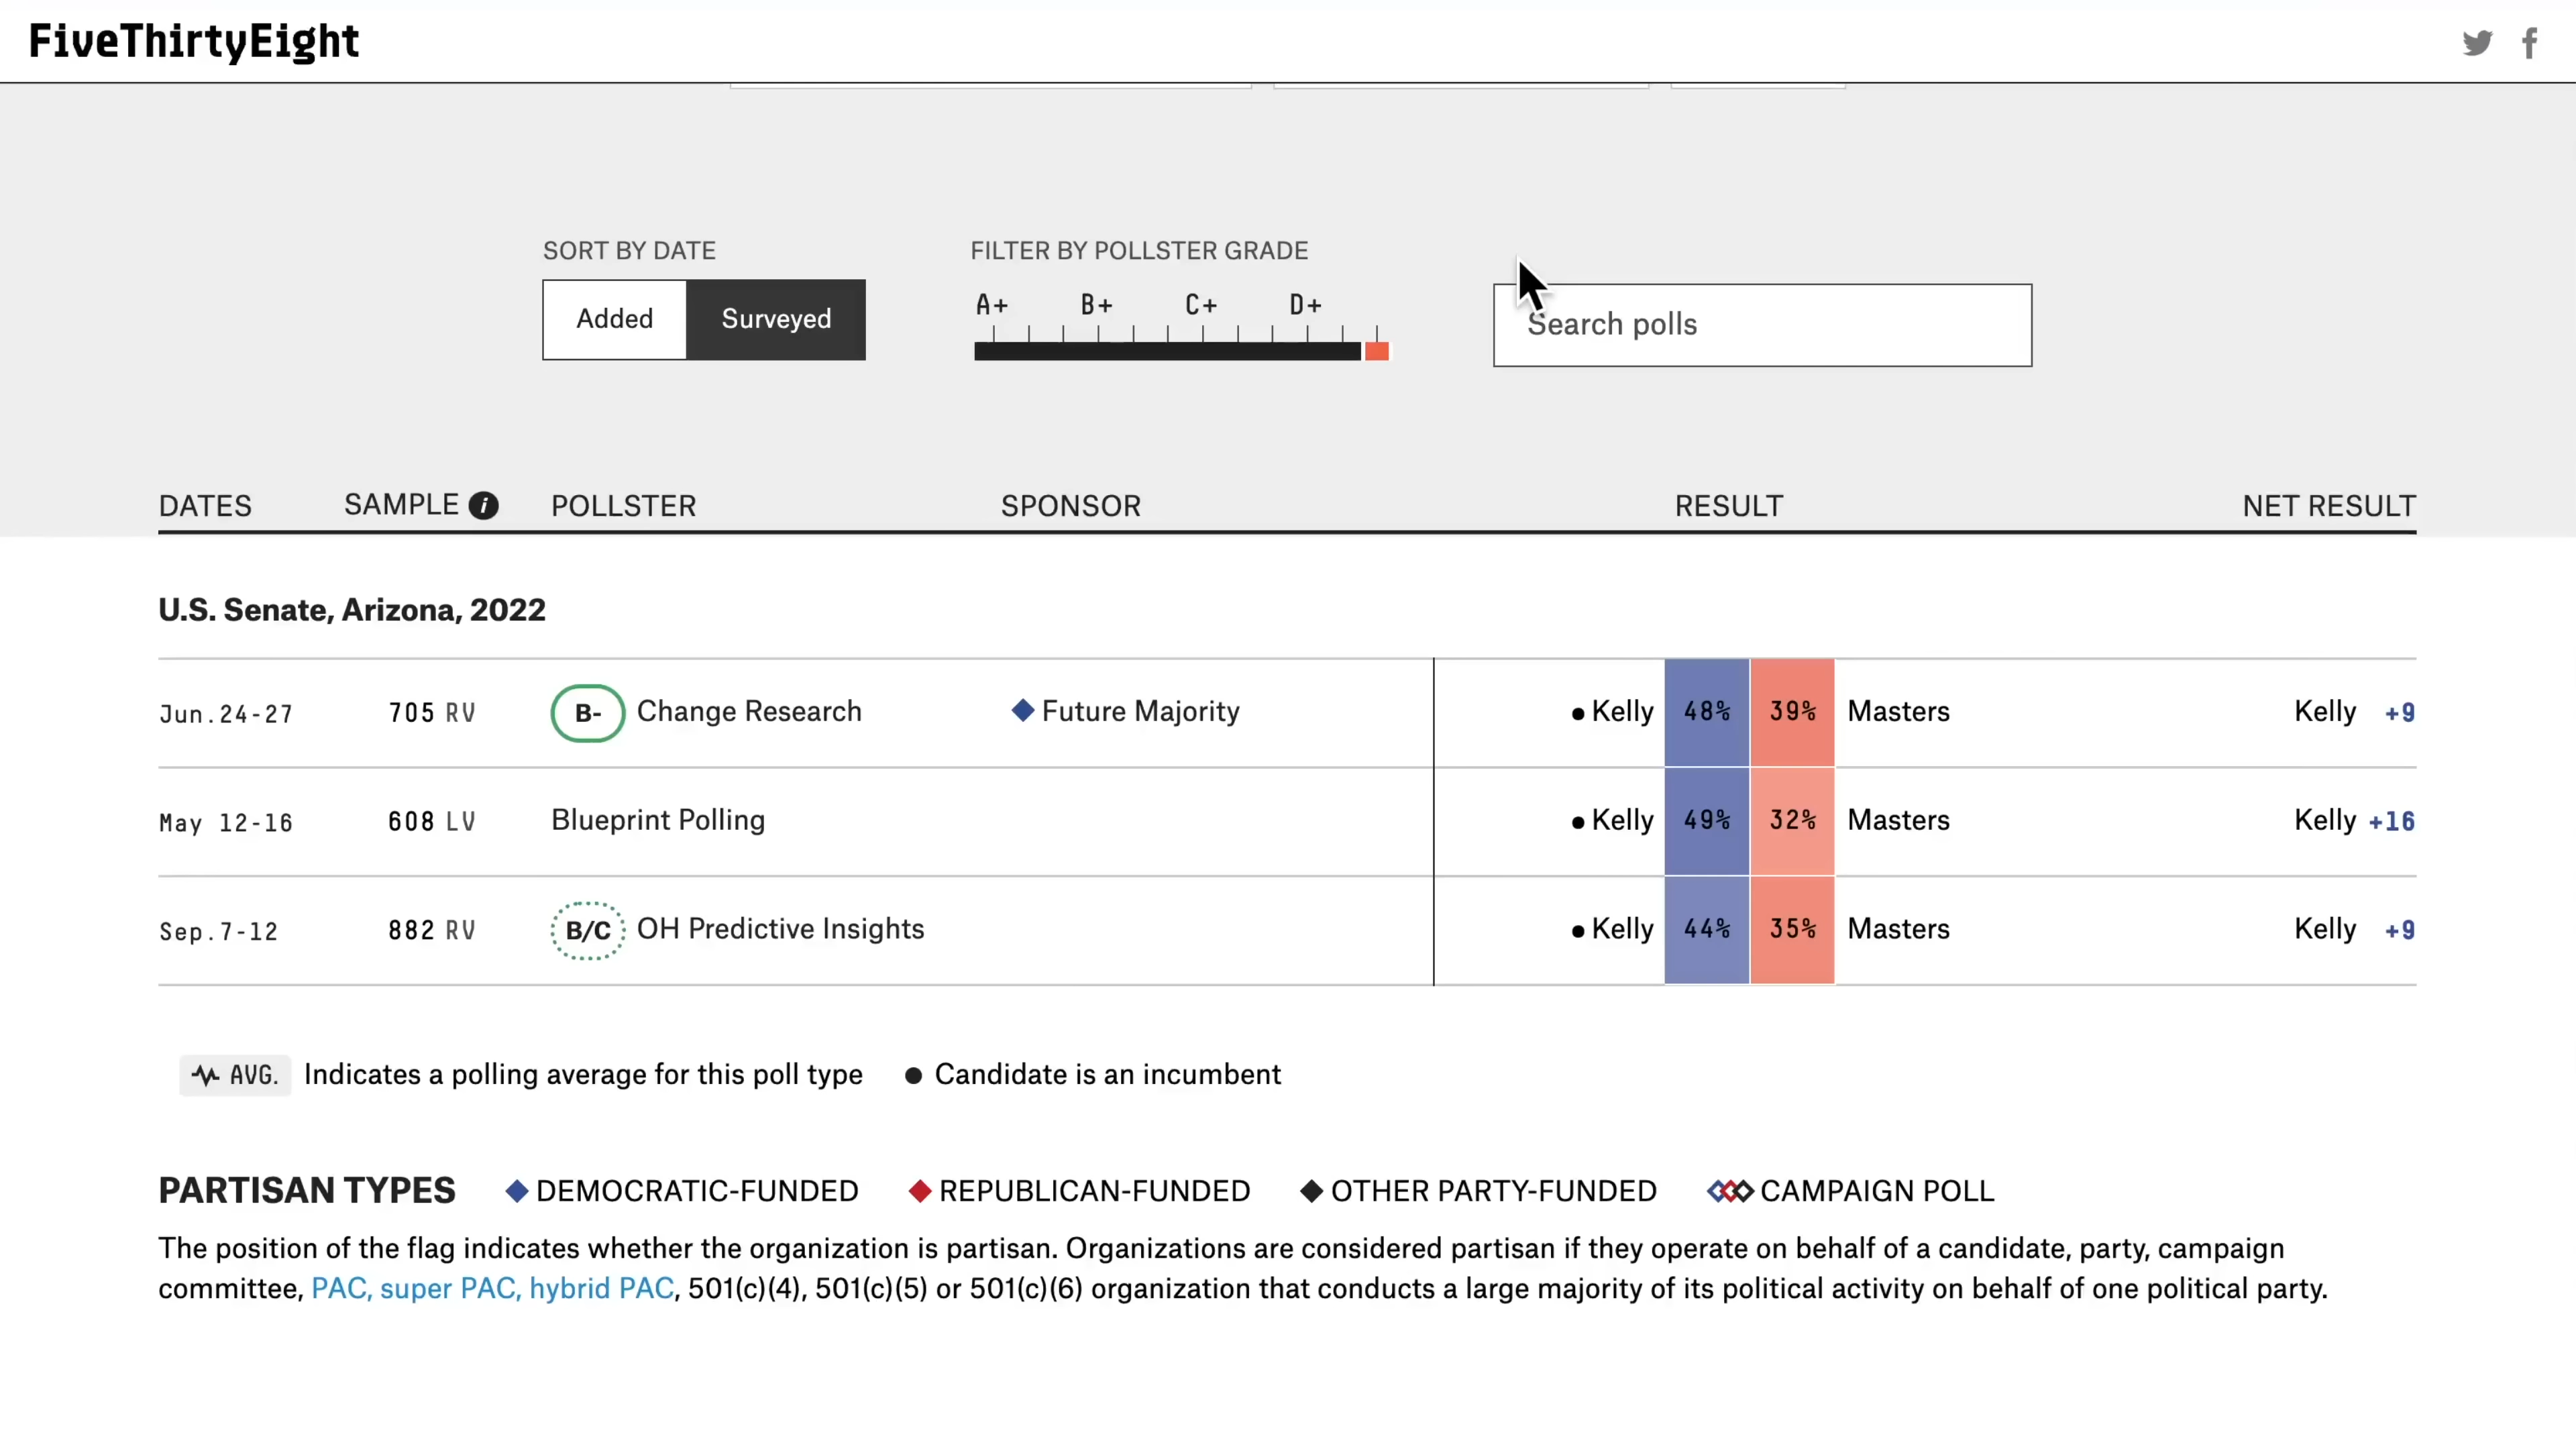 FiveThirtyEight
SORT BY DATE
Added Surveyed
FILTER BY POLLSTER GRADE
A+ B+ C+ D+
Search polls
DATES SAMPLE i POLLSTER SPONSOR RESULT NET RESULT
U.S. Senate, Arizona, 2022
Jun.24-27 705 RV B- Change Research Future Majority Kelly 48% 39% Masters Kelly +9
May 12-16 608 LV Blueprint Polling Kelly 49% 32% Masters Kelly +16
Sep.7-12 882 RV B/C OH Predictive Insights Kelly 44% 35% Masters Kelly +9
AVG. Indicates a polling average for this poll type ● Candidate is an incumbent
PARTISAN TYPES DEMOCRATIC-FUNDED REPUBLICAN-FUNDED OTHER PARTY-FUNDED CAMPAIGN POLL
The position of the flag indicates whether the organization is partisan. Organizations are considered partisan if they operate on behalf of a candidate, party, campaign
committee, PAC, super PAC, hybrid PAC, 501(c)(4), 501(c)(5) or 501(c)(6) organization that conducts a large majority of its political activity on behalf of one political party.